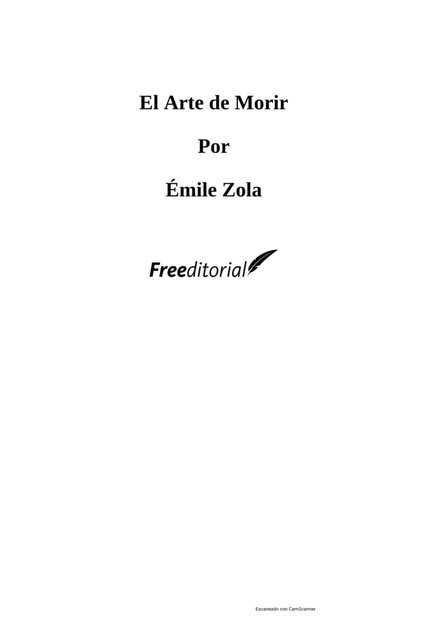 El Arte de Morir
Por
Émile Zola
Freeditorial
Escaneado con CamScanner